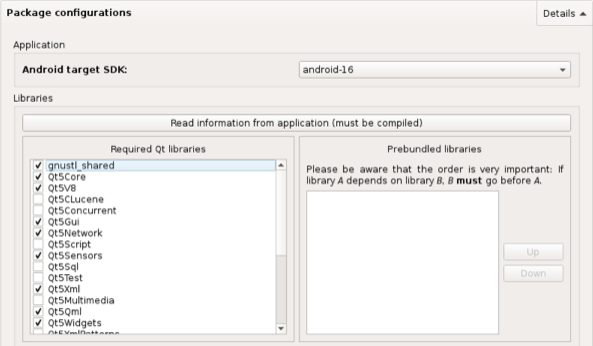 Package configurations
Details
Application
Android target SDK:
android-16
Libraries
Read information from application (must be compiled)
Required Qt libraries
gnustl_shared
Qt5Core
Qt5V8
Qt5CLucene
Qt5Concurrent
Qt5Gui
Qt5Network
Qt5Script
Qt5Sensors
Qt5Sql
Qt5Test
Qt5Xml
Qt5Multimedia
Qt5Qml
Qt5Widgets
Qt5XmlPatterns
Prebundled libraries
Please be aware that the order is very important: If
library A depends on library B, B must go before A.
Up
Down